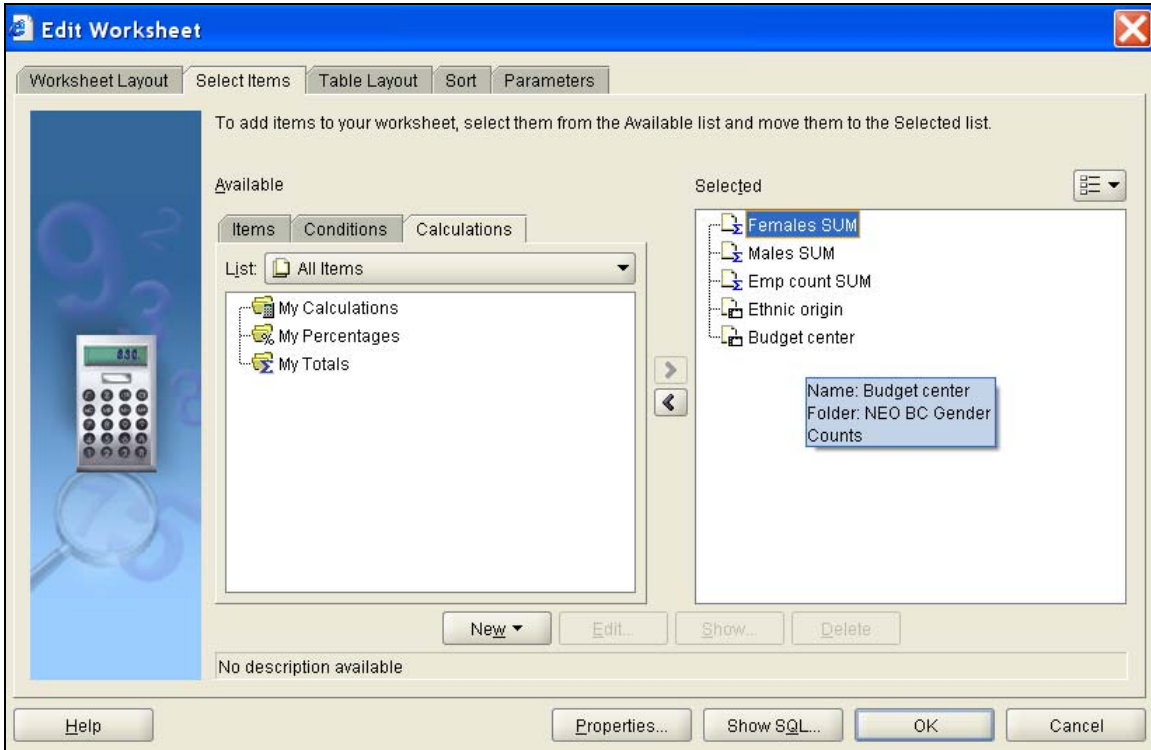 Edit Worksheet
Worksheet Layout
Select Items
Table Layout
Sort
Parameters
To add items to your worksheet, select them from the Available list and move them to the Selected list.
Available
Selected
Items
Conditions
Calculations
List: All Items
My Calculations
My Percentages
My Totals
Females SUM
Males SUM
Emp count SUM
Ethnic origin
Budget center
Name: Budget center
Folder: NEO BC Gender
Counts
New
Edit...
Show...
Delete
No description available
Help
Properties...
Show SQL...
OK
Cancel